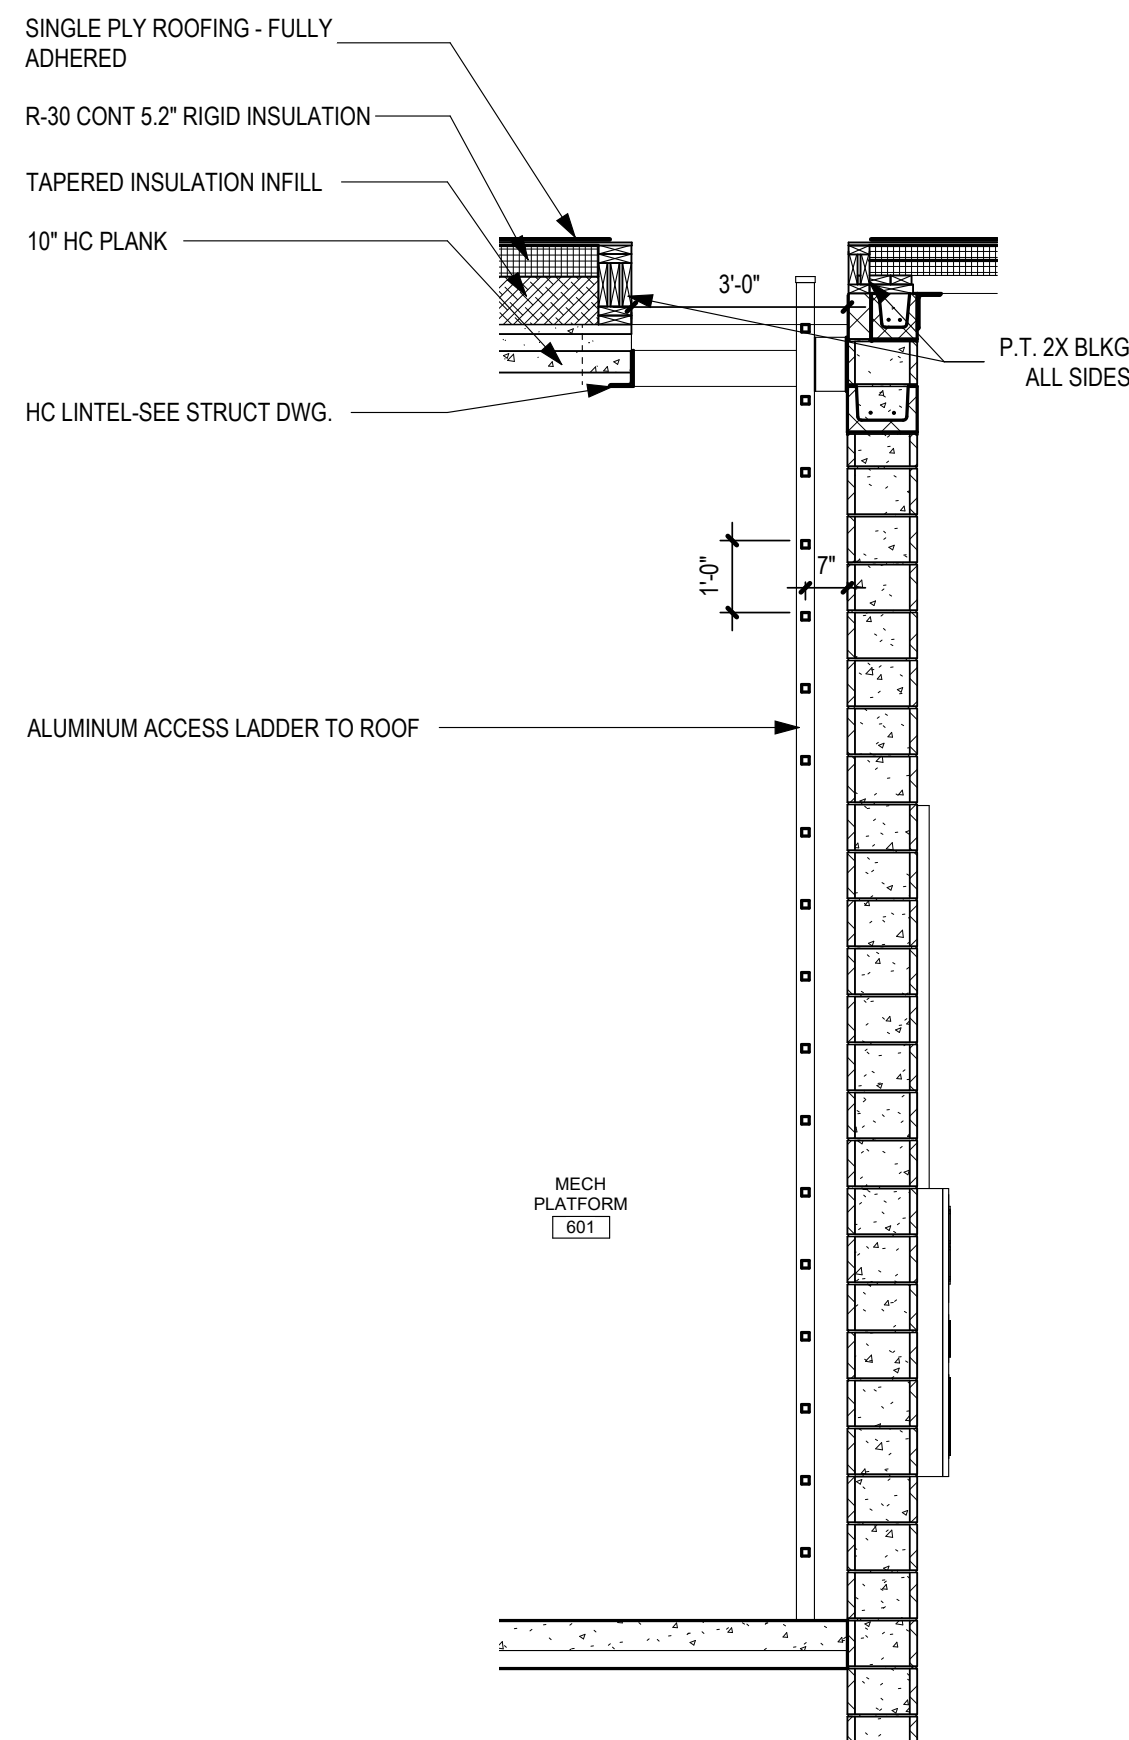 SINGLE PLY ROOFING - FULLY
ADHERED
R-30 CONT 5.2" RIGID INSULATION
TAPERED INSULATION INFILL
10" HC PLANK
3'-0"
P.T. 2X BLKG
ALL SIDES
HC LINTEL-SEE STRUCT DWG.
1'-0"
7"
ALUMINUM ACCESS LADDER TO ROOF
MECH
PLATFORM
601